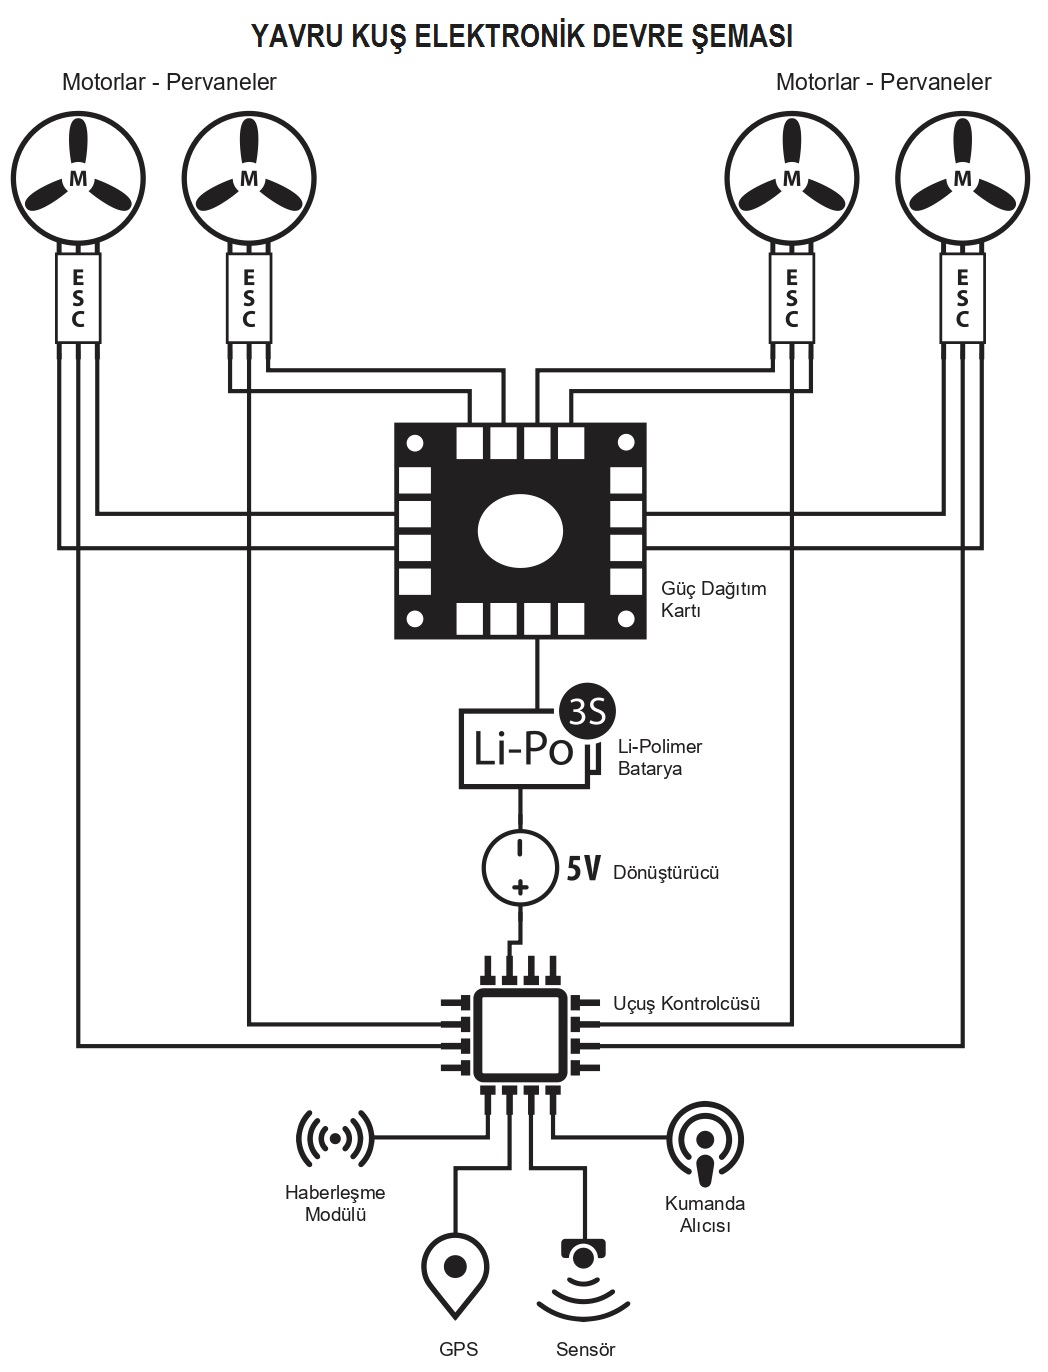 YAVRU KUŞ ELEKTRONİK DEVRE ŞEMASI
Motorlar - Pervaneler
Motorlar - Pervaneler
M
M
M
M
ESC
ESC
ESC
ESC
Güç Dağıtım
Kartı
3S
Li-Po
Li-Polimer
Batarya
5V Dönüştürücü
Uçuş Kontrolcüsü
Haberleşme
Modülü
Kumanda
Alıcısı
GPS
Sensör